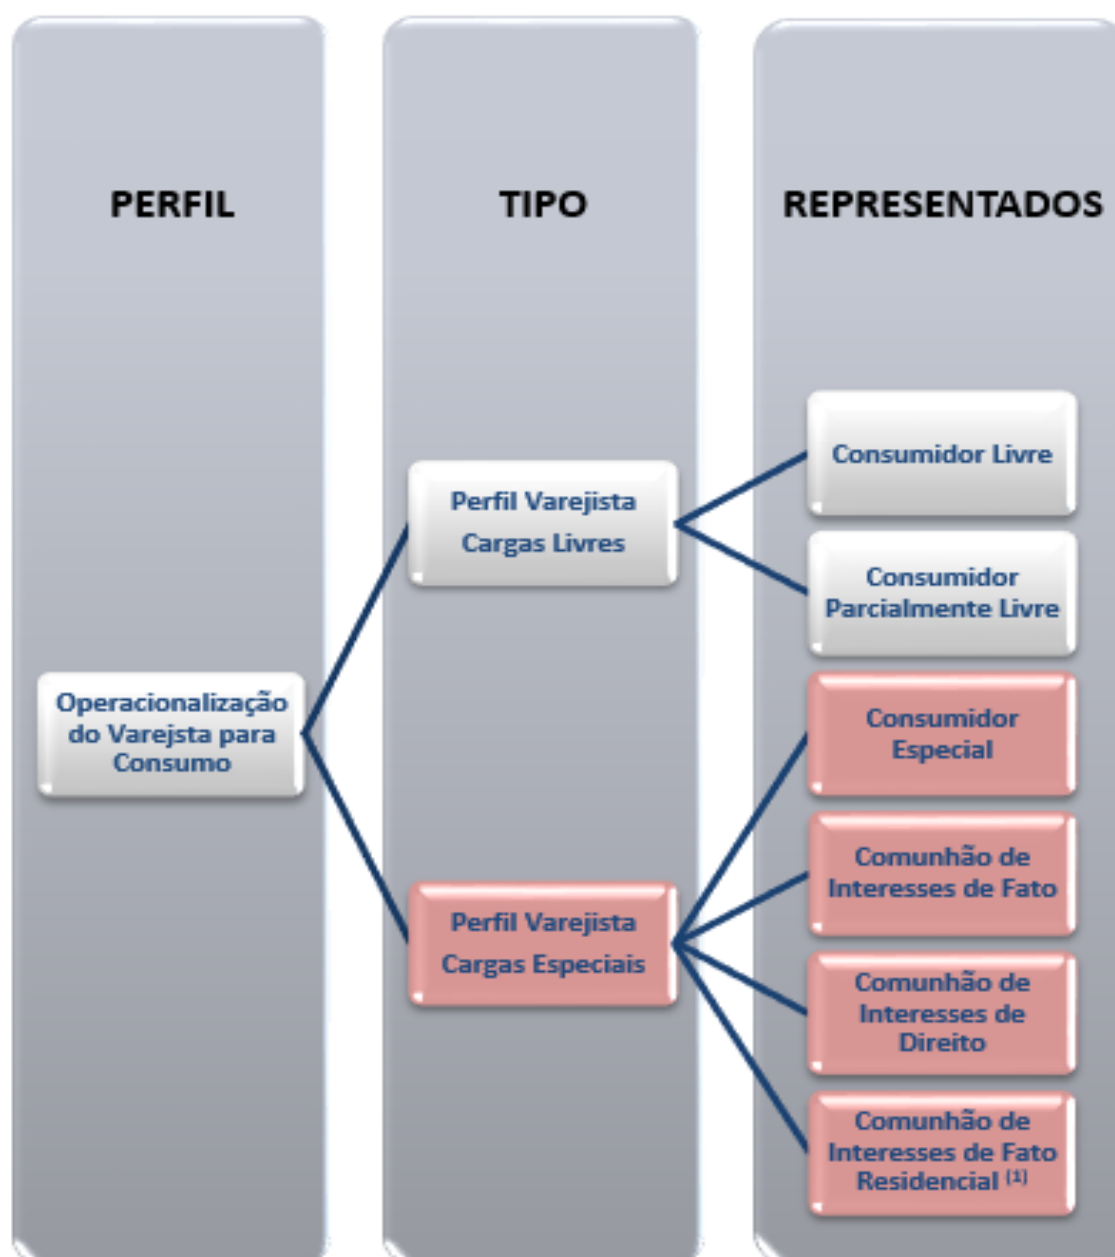 PERFIL
TIPO
REPRESENTADOS
Operacionalização
do Varejsta para
Consumo
Perfil Varejista
Cargas Livres
Perfil Varejista
Cargas Especiais
Consumidor Livre
Consumidor
Parcialmente Livre
Consumidor
Especial
Comunhão de
Interesses de Fato
Comunhão de
Interesses de
Direito
Comunhão de
Interesses de Fato
Residencial (1)